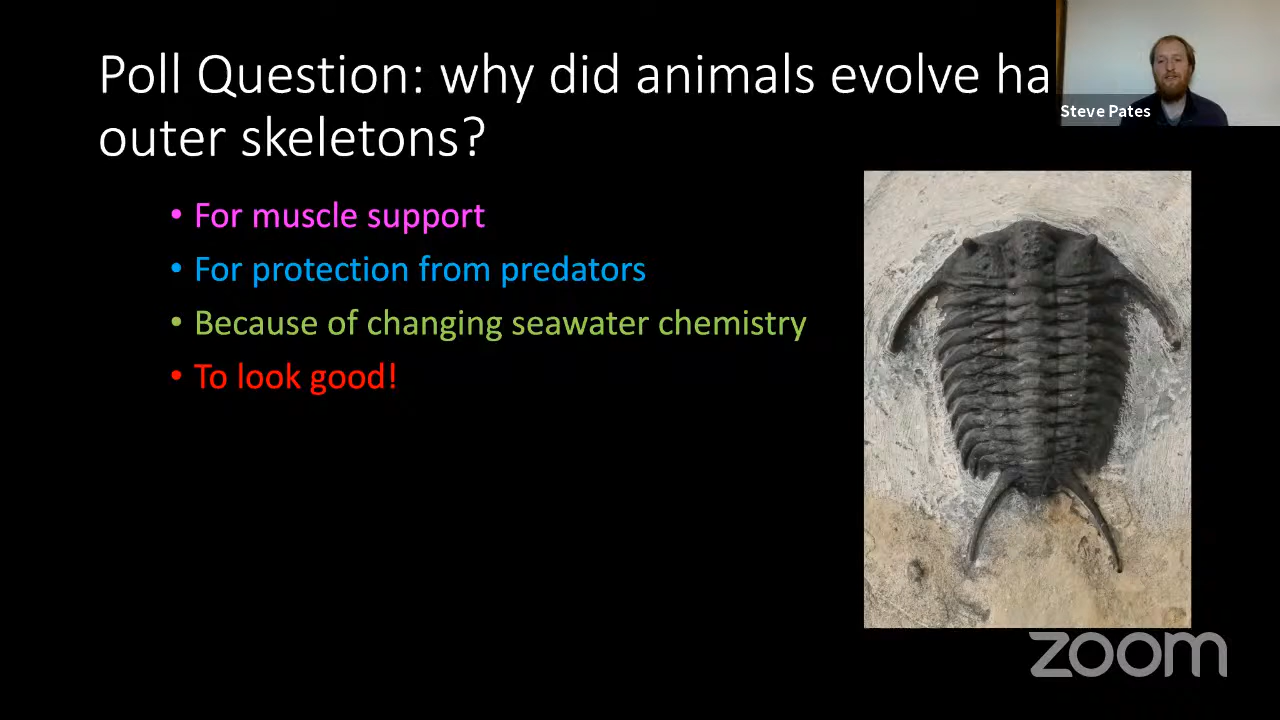 Poll Question: why did animals evolve ha
outer skeletons?
Steve Pates
• For muscle support
• For protection from predators
• Because of changing seawater chemistry
• To look good!
zoom